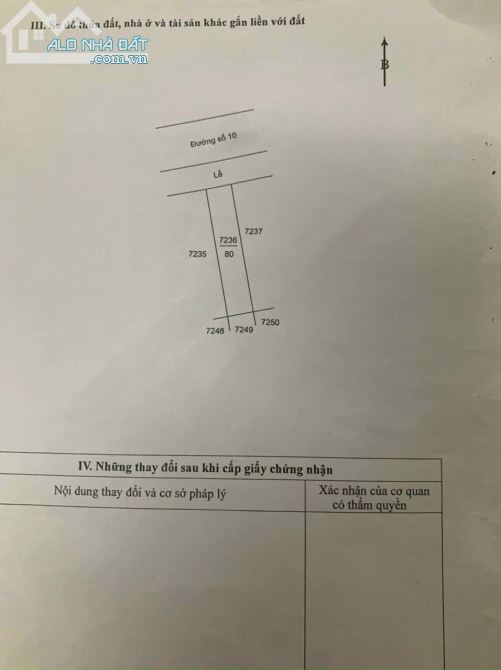 III. Sơ đồ thửa đất, nhà ở và tài sản khác gắn liền với đất
ALO NHÀ ĐẤT
.com.vn
B
Đường số 10
Lề
7237
7236
7235
80
7250
7249
7248
IV. Những thay đổi sau khi cấp giấy chứng nhận
Nội dung thay đổi và cơ sở pháp lý
Xác nhận của cơ quan
có thẩm quyền